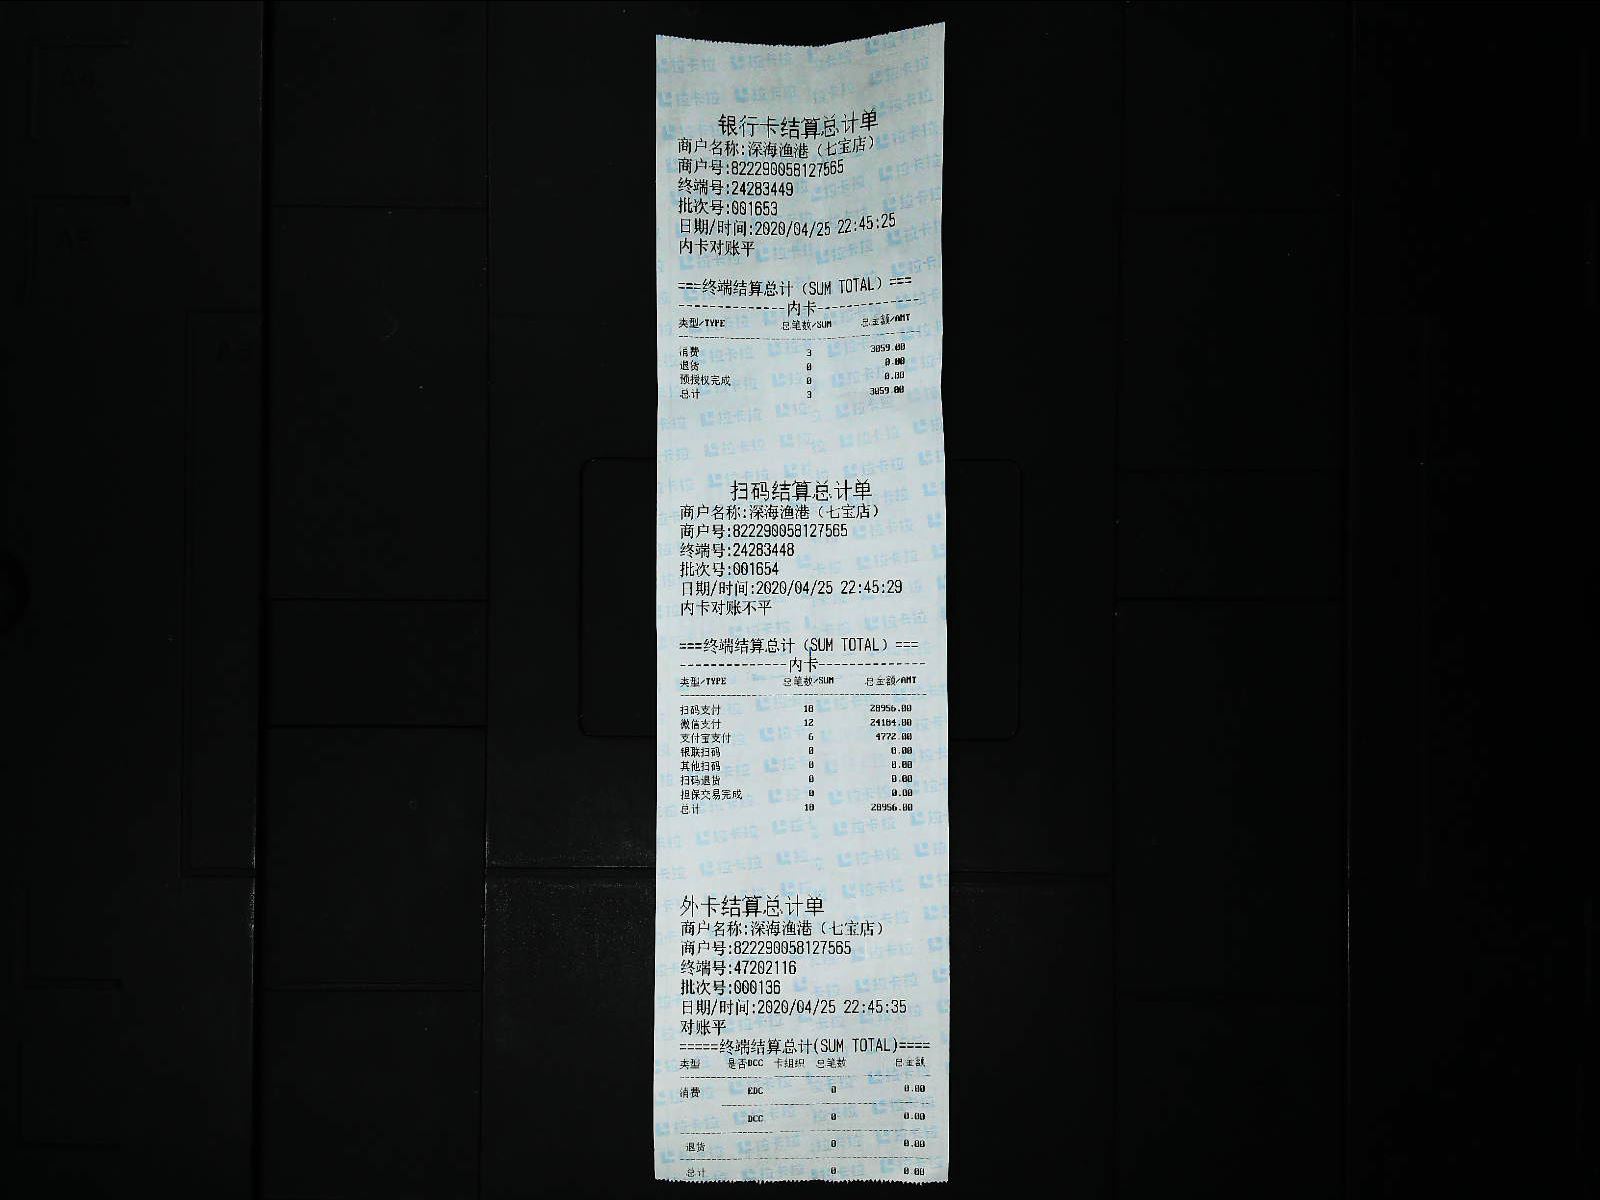 银行卡结算总计单
商户名称:深海渔港（七宝店）
商户号:822290058127565
终端号:24283449
批次号:001653
日期/时间:2020/04/25 22:45:25
内卡对账平
===终端结算总计（SUM TOTAL）===
--------------内卡--------------
类型/TYPE 总笔数/SUM 总金额/AMT
消费 3 3059.00
退货 0 0.00
预授权完成 0 0.00
总计 3 3059.00
扫码结算总计单
商户名称:深海渔港（七宝店）
商户号:822290058127565
终端号:24283448
批次号:001654
日期/时间:2020/04/25 22:45:29
内卡对账不平
===终端结算总计（SUM TOTAL）===
--------------内卡--------------
类型/TYPE 总笔数/SUM 总金额/AMT
扫码支付 18 28956.00
微信支付 12 24184.00
支付宝支付 6 4772.00
银联扫码 0 0.00
其他扫码 0 0.00
扫码退货 0 0.00
担保交易完成 0 0.00
总计 18 28956.00
外卡结算总计单
商户名称:深海渔港（七宝店）
商户号:822290058127565
终端号:47202116
批次号:000136
日期/时间:2020/04/25 22:45:35
对账平
=====终端结算总计(SUM TOTAL)====
类型 是否DCC 卡组织 总笔数 总金额
消费 EDC 0 0.00
DCC 0 0.00
退货 0 0.00
总计 0 0.00